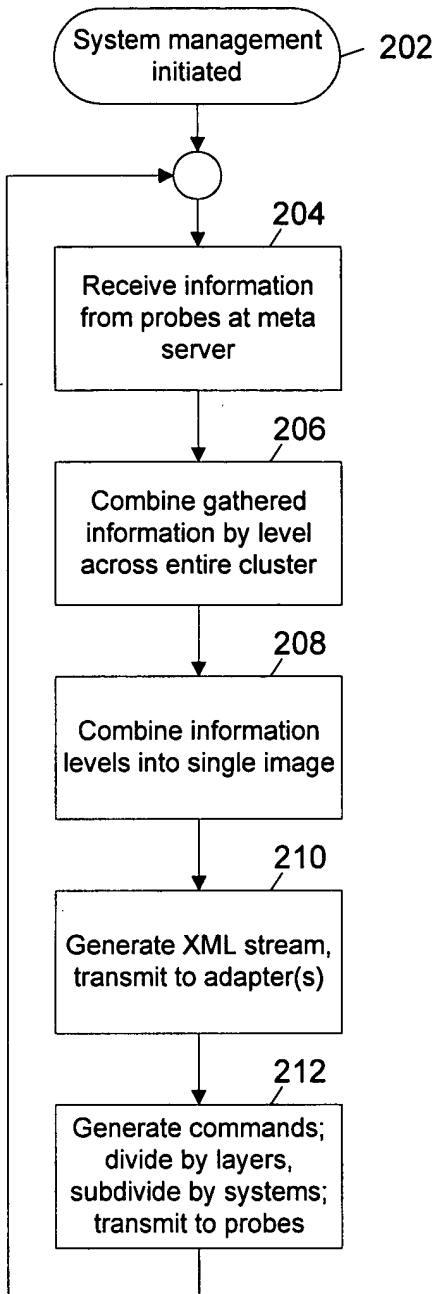 System management
initiated
202
204
Receive information
from probes at meta
server
206
Combine gathered
information by level
across entire cluster
208
Combine information
levels into single image
210
Generate XML stream,
transmit to adapter(s)
212
Generate commands;
divide by layers,
subdivide by systems;
transmit to probes